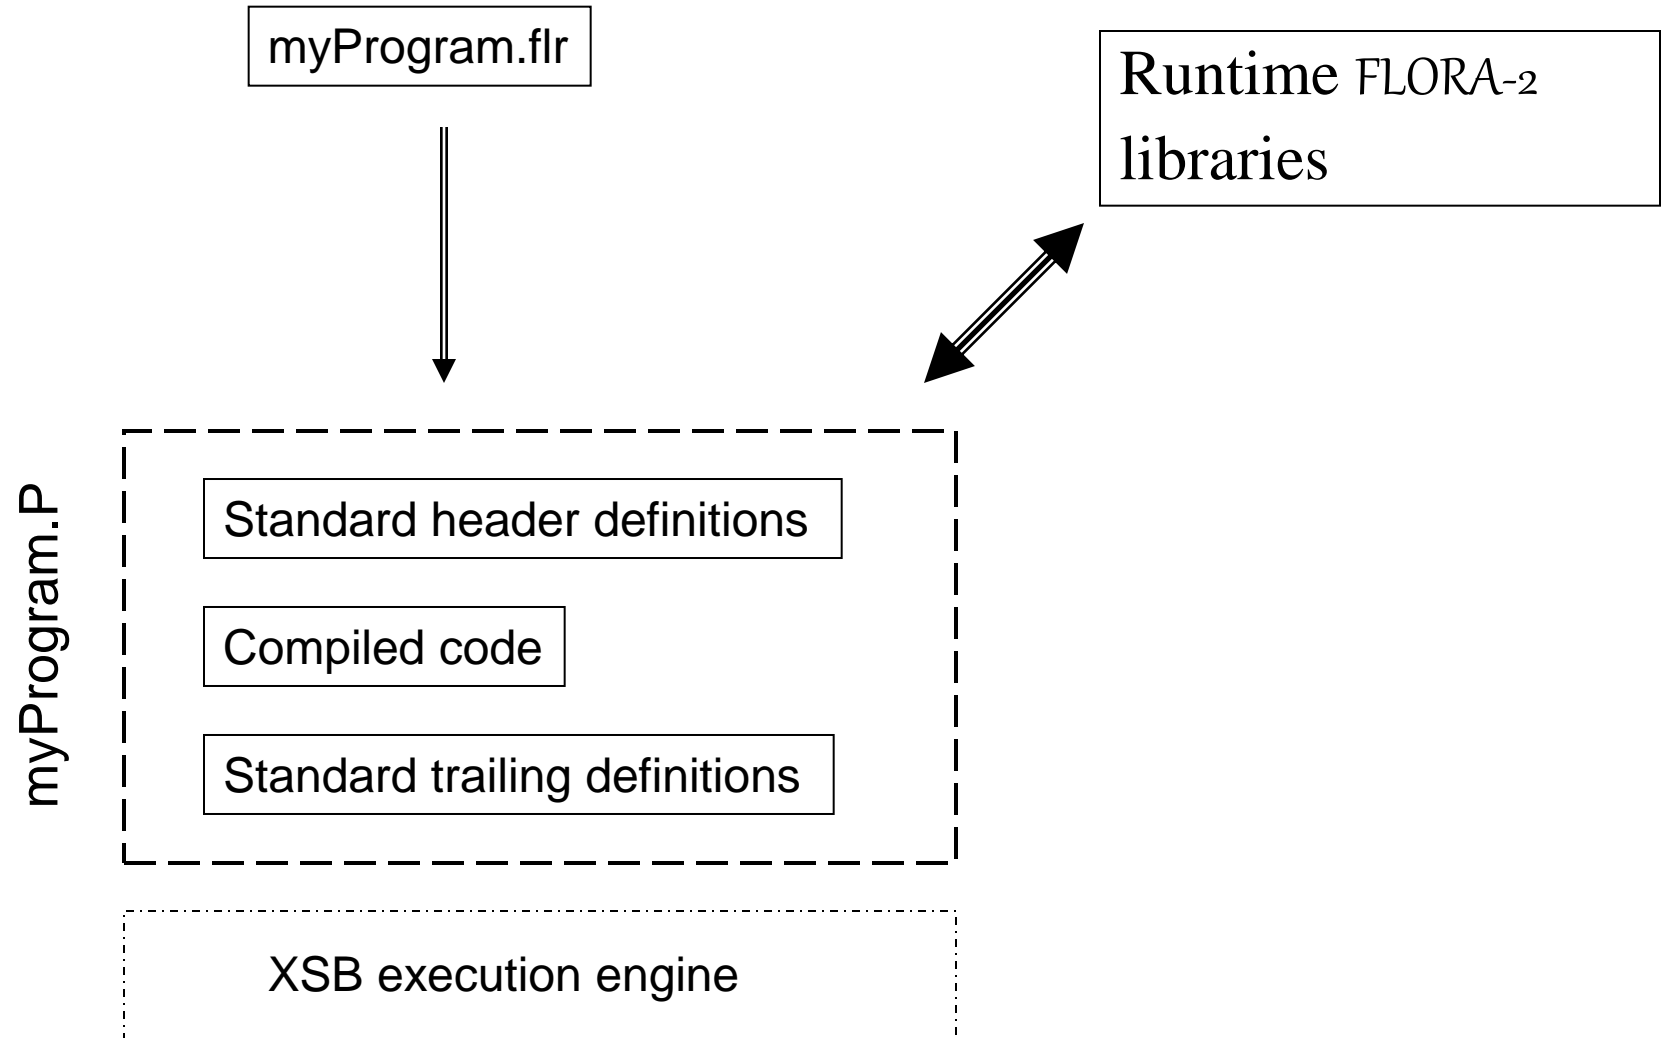 myProgram.flr
Runtime FLORA-2
libraries
myProgram.P
Standard header definitions
Compiled code
Standard trailing definitions
XSB execution engine